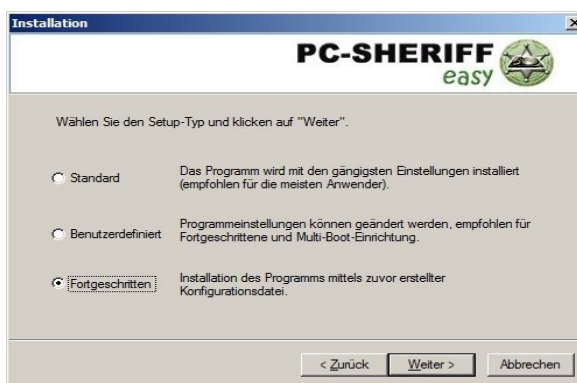 Installation
PC-SHERIFF
easy
Wählen Sie den Setup-Typ und klicken auf "Weiter".
Standard
Das Programm wird mit den gängigsten Einstellungen installiert
(empfohlen für die meisten Anwender).
Benutzerdefiniert
Programmeinstellungen können geändert werden, empfohlen für
Fortgeschrittene und Multi-Boot-Einrichtung.
Fortgeschritten
Installation des Programms mittels zuvor erstellter
Konfigurationsdatei.
< Zurück
Weiter >
Abbrechen